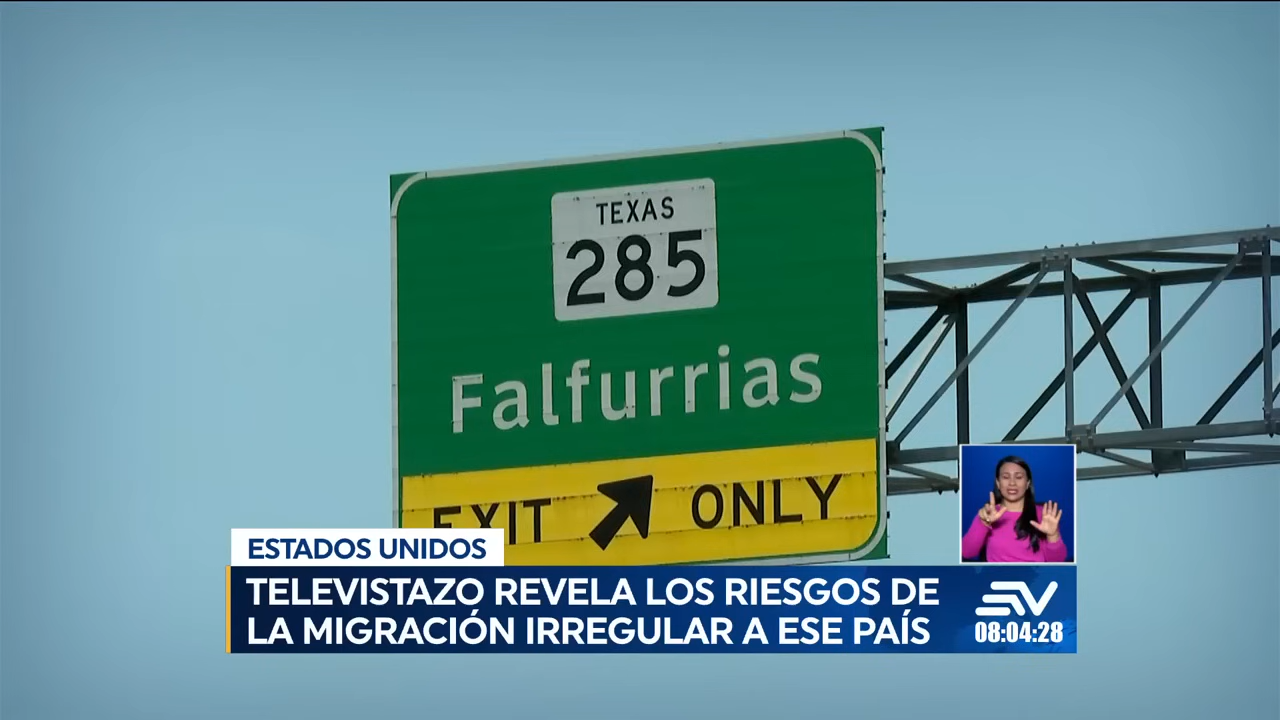 TEXAS
285
Falfurrias
EXIT ONLY
ESTADOS UNIDOS
TELEVISTAZO REVELA LOS RIESGOS DE
LA MIGRACIÓN IRREGULAR A ESE PAÍS
08:04:28